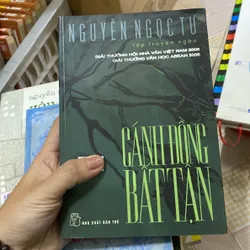 NGUYỄN NGỌC TƯ
tập truyện ngắn
GIẢI THƯỞNG HỘI NHÀ VĂN VIỆT NAM 2006
GIẢI THƯỞNG VĂN HỌC ASEAN 2008
CÁNH ĐỒNG
BẤT TẬN
NHÀ XUẤT BẢN TRẺ
nguyễn